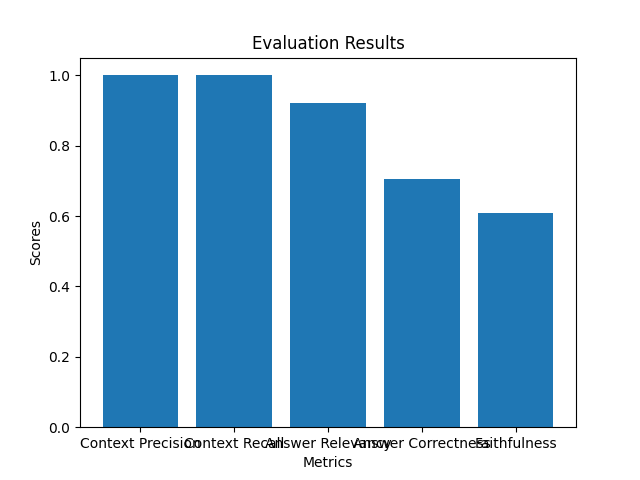 Evaluation Results
1.0
0.8
0.6
0.4
0.2
0.0
Scores
Context Precision Context Recall Answer Relevancy Answer Correctness Faithfulness
Metrics